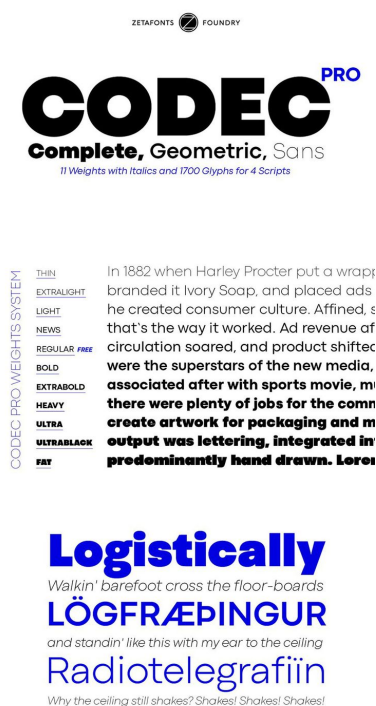 ZETAFONTS FOUNDRY
CODEC PRO
Complete, Geometric, Sans
11 Weights with Italics and 1700 Glyphs for 4 Scripts
CODEC PRO WEIGHTS SYSTEM
THIN In 1882 when Harley Procter put a wrapp
EXTRALIGHT branded it Ivory Soap, and placed ads
LIGHT he created consumer culture. Affined, s
NEWS that`s the way it worked. Ad revenue af
REGULAR FREE circulation soared, and product shifted
BOLD were the superstars of the new media,
EXTRABOLD associated after with sports movie, mu
HEAVY there were plenty of jobs for the comm
ULTRA create artwork for packaging and m
ULTRABLACK output was lettering, integrated in
FAT predominantly hand drawn. Lorem
Logistically
Walkin' barefoot cross the floor-boards
LÖGFRÆÞINGUR
and standin' like this with my ear to the ceiling
Radiotelegrafiïn
Why the ceiling still shakes? Shakes! Shakes! Shakes!